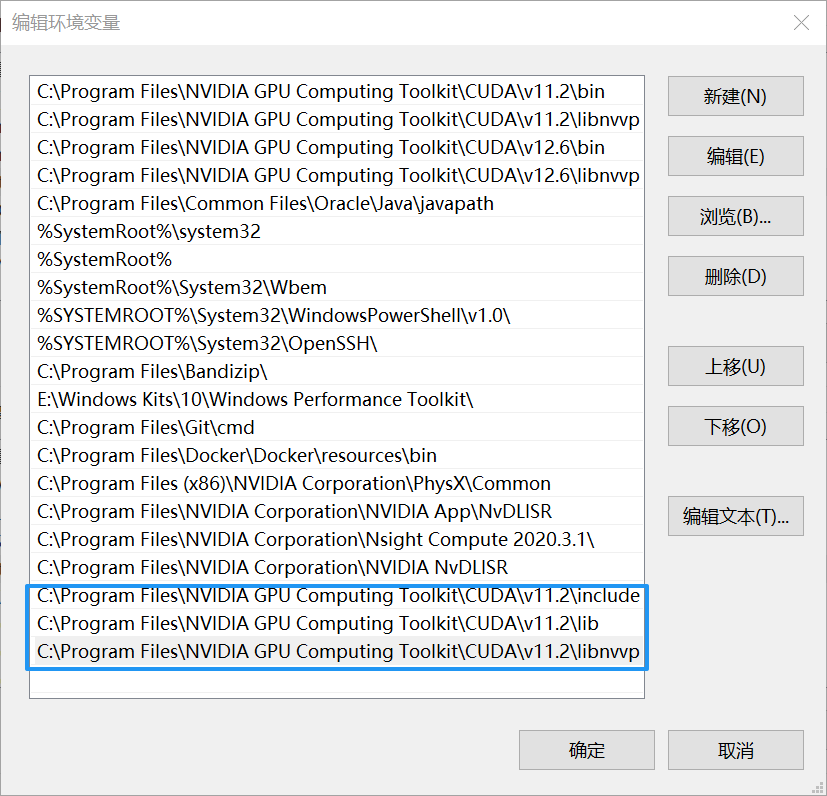 编辑环境变量
C:\Program Files\NVIDIA GPU Computing Toolkit\CUDA\v11.2\bin
C:\Program Files\NVIDIA GPU Computing Toolkit\CUDA\v11.2\libnvvp
C:\Program Files\NVIDIA GPU Computing Toolkit\CUDA\v12.6\bin
C:\Program Files\NVIDIA GPU Computing Toolkit\CUDA\v12.6\libnvvp
C:\Program Files\Common Files\Oracle\Java\javapath
%SystemRoot%\system32
%SystemRoot%
%SystemRoot%\System32\Wbem
%SYSTEMROOT%\System32\WindowsPowerShell\v1.0\
%SYSTEMROOT%\System32\OpenSSH\
C:\Program Files\Bandizip\
E:\Windows Kits\10\Windows Performance Toolkit\
C:\Program Files\Git\cmd
C:\Program Files\Docker\Docker\resources\bin
C:\Program Files (x86)\NVIDIA Corporation\PhysX\Common
C:\Program Files\NVIDIA Corporation\NVIDIA App\NvDLISR
C:\Program Files\NVIDIA Corporation\Nsight Compute 2020.3.1\
C:\Program Files\NVIDIA Corporation\NVIDIA NvDLISR
C:\Program Files\NVIDIA GPU Computing Toolkit\CUDA\v11.2\include
C:\Program Files\NVIDIA GPU Computing Toolkit\CUDA\v11.2\lib
C:\Program Files\NVIDIA GPU Computing Toolkit\CUDA\v11.2\libnvvp
新建(N)
编辑(E)
浏览(B)...
删除(D)
上移(U)
下移(O)
编辑文本(T)...
确定
取消